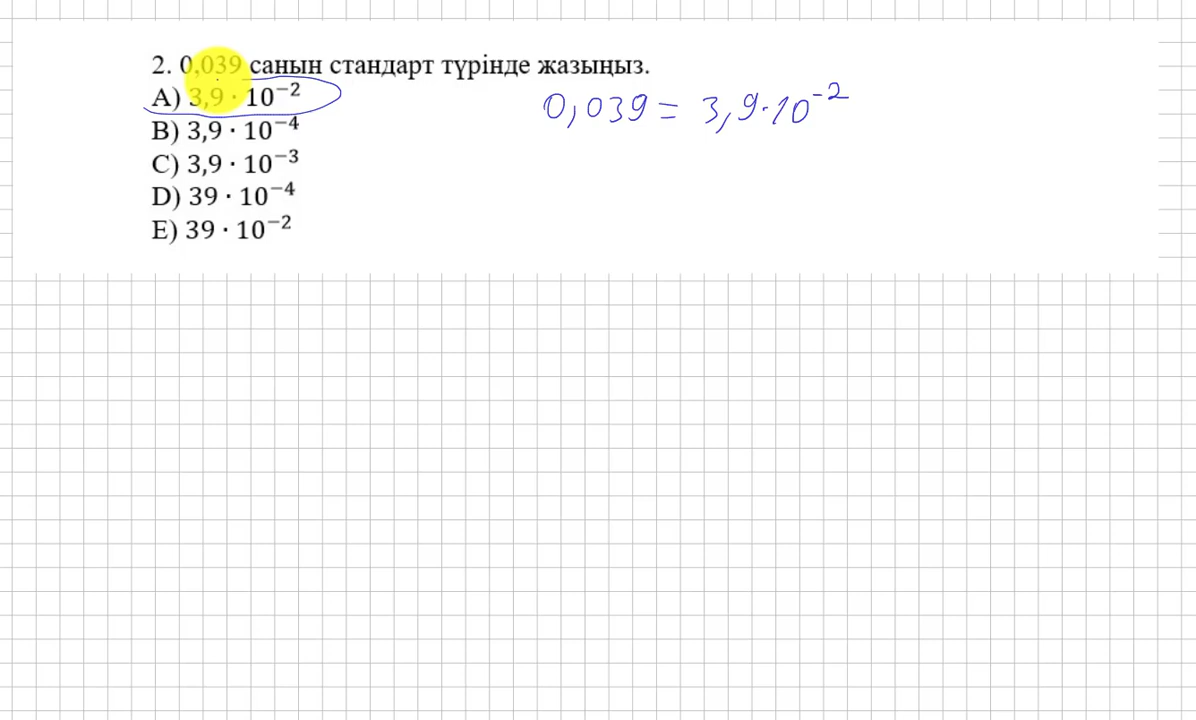 2. 0,039 санын стандарт түрінде жазыңыз.
A) 3,9 · 10⁻²
0,039 = 3,9·10⁻²
B) 3,9 · 10⁻⁴
C) 3,9 · 10⁻³
D) 39 · 10⁻⁴
E) 39 · 10⁻²